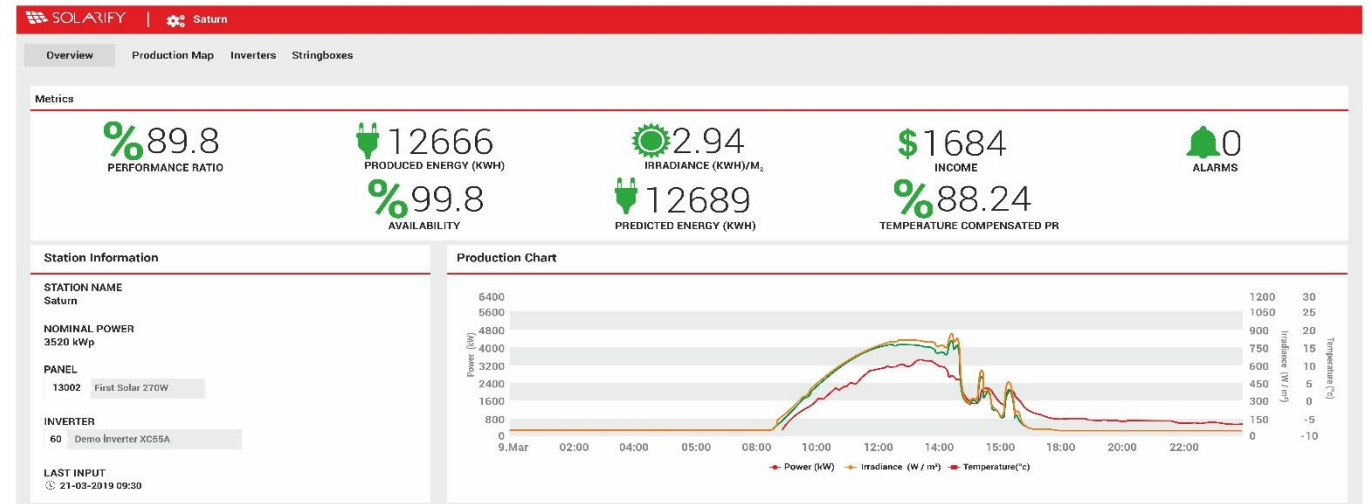 SOLARIFY | Saturn
Overview Production Map Inverters Stringboxes
Metrics
%89.8
PERFORMANCE RATIO
12666
PRODUCED ENERGY (KWH)
2.94
IRRADIANCE (KWH)/M₂
$1684
INCOME
0
ALARMS
%99.8
AVAILABILITY
12689
PREDICTED ENERGY (KWH)
%88.24
TEMPERATURE COMPENSATED PR
Station Information
STATION NAME
Saturn
NOMINAL POWER
3520 kWp
PANEL
13002 First Solar 270W
INVERTER
60 Demo İnverter XC55A
LAST INPUT
21-03-2019 09:30
Production Chart
6400
5600
4800
4000
3200
2400
1600
800
0
Power (kW)
1200
1050
900
750
600
450
300
150
0
Irradiance (W / m²)
30
25
20
15
10
5
0
-5
-10
Temperature (°c)
9.Mar 02:00 04:00 05:00 08:00 10:00 12:00 14:00 15:00 18:00 20:00 22:00
Power (kW) Irradiance (W / m²) Temperature(°c)